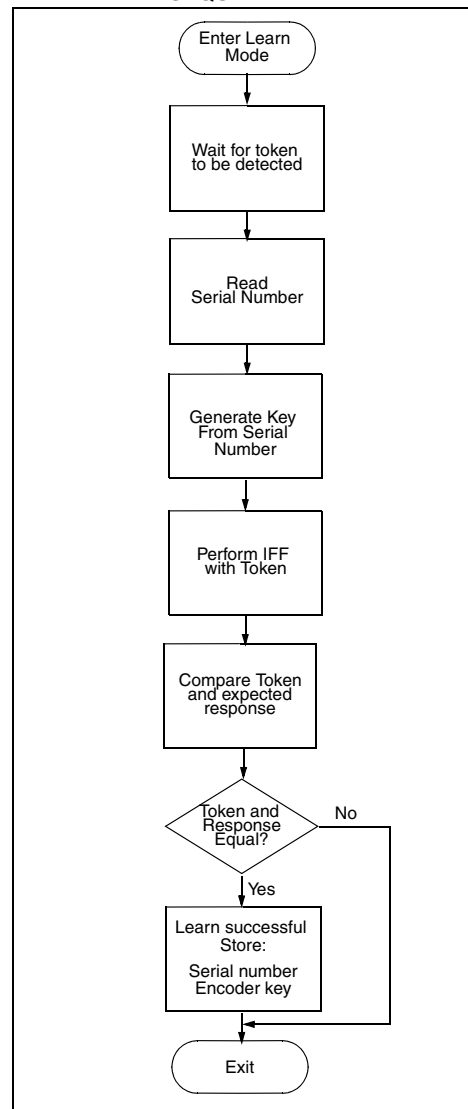 Enter Learn
Mode
Wait for token
to be detected
Read
Serial Number
Generate Key
From Serial
Number
Perform IFF
with Token
Compare Token
and expected
response
Token and
Response
Equal?
No
Yes
Learn successful
Store:
Serial number
Encoder key
Exit